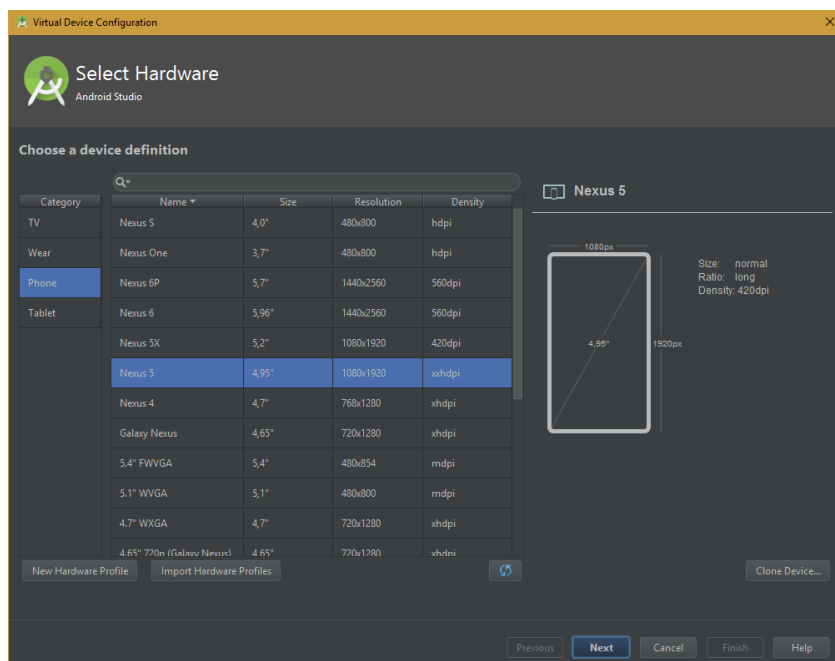 Virtual Device Configuration
Select Hardware
Android Studio
Choose a device definition
Category
TV
Wear
Phone
Tablet
Name Size Resolution Density
Nexus S 4,0" 480x800 hdpi
Nexus One 3,7" 480x800 hdpi
Nexus 6P 5,7" 1440x2560 560dpi
Nexus 6 5,96" 1440x2560 560dpi
Nexus 5X 5,2" 1080x1920 420dpi
Nexus 5 4,95" 1080x1920 xxhdpi
Nexus 4 4,7" 768x1280 xhdpi
Galaxy Nexus 4,65" 720x1280 xhdpi
5.4" FWVGA 5,4" 480x854 mdpi
5.1" WVGA 5,1" 480x800 mdpi
4.7" WXGA 4,7" 720x1280 xhdpi
4.65" 720p (Galaxy Nexus) 4,65" 720x1280 xhdpi
Nexus 5
1080px
4,95"
1920px
Size: normal
Ratio: long
Density: 420dpi
New Hardware Profile Import Hardware Profiles Clone Device...
Previous Next Cancel Finish Help